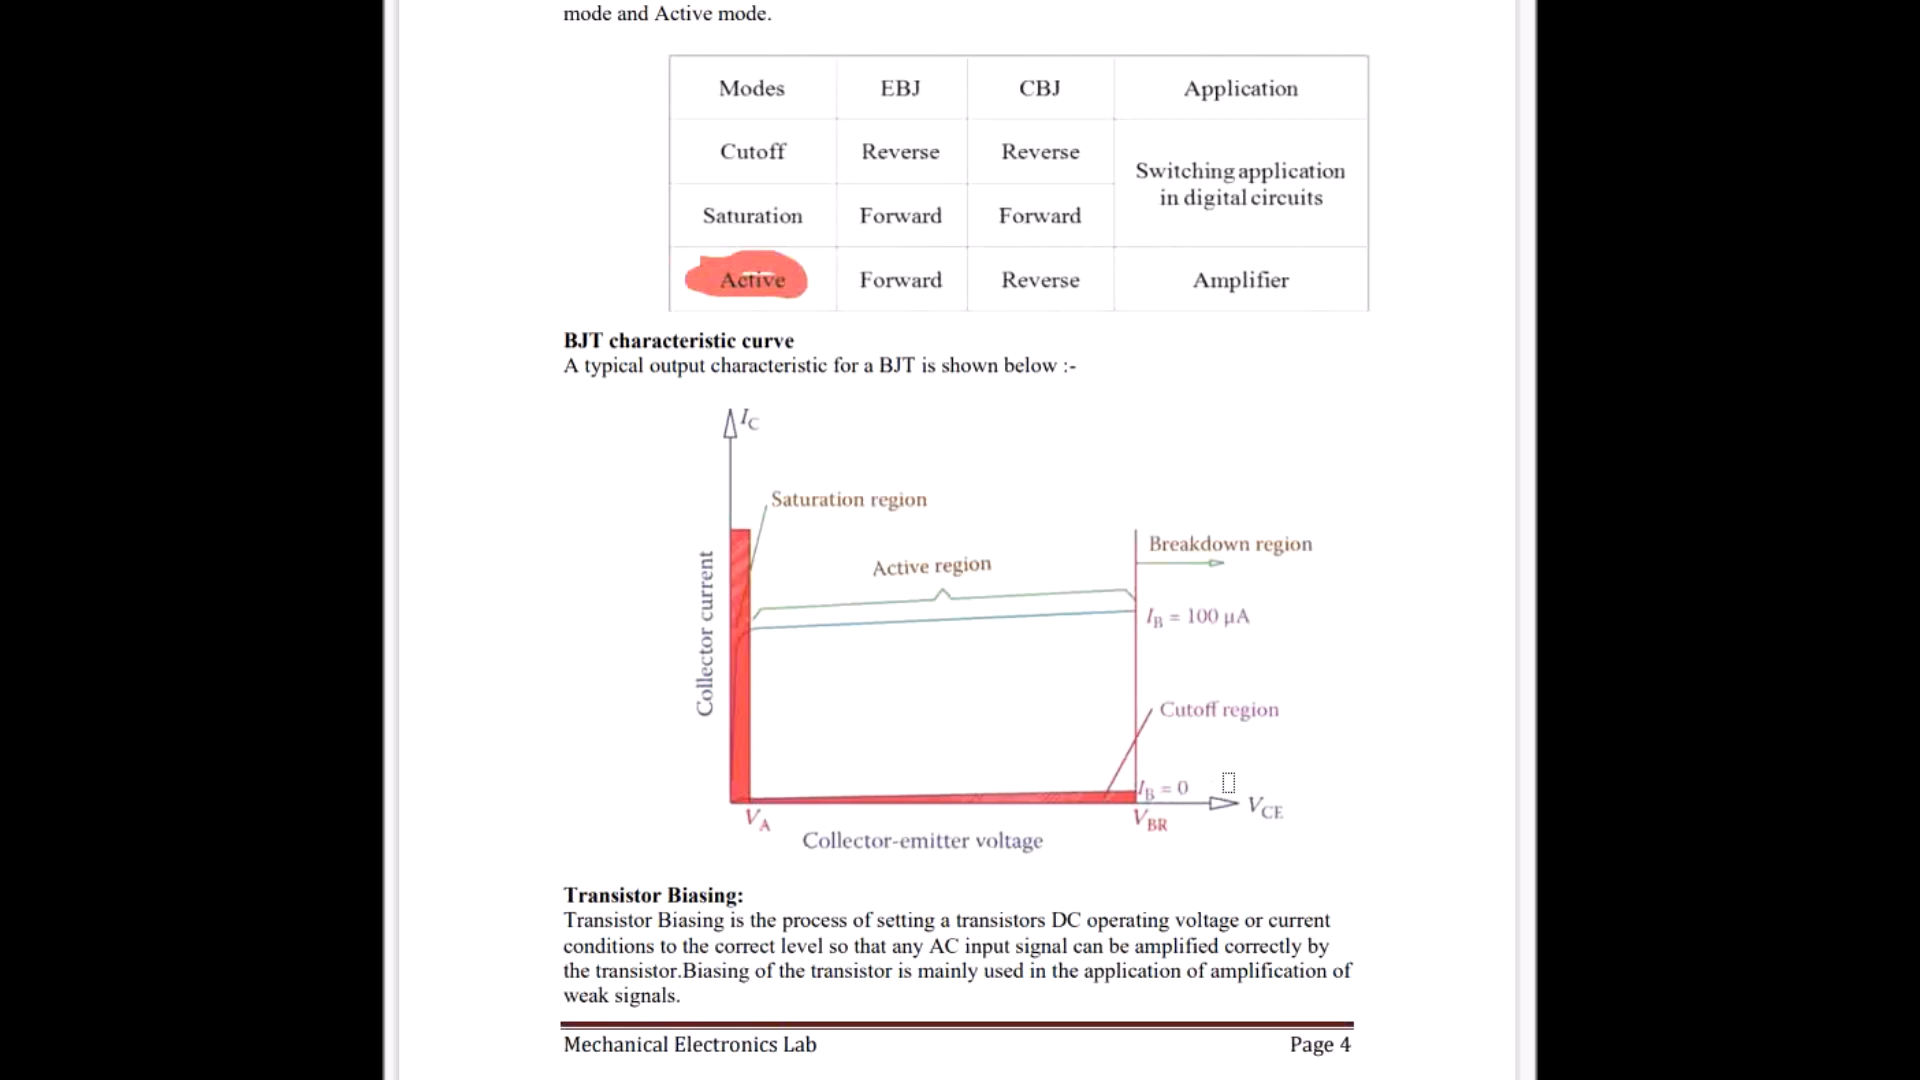 mode and Active mode.
Modes EBJ CBJ Application
Cutoff Reverse Reverse
Switching application
in digital circuits
Saturation Forward Forward
Active Forward Reverse Amplifier
BJT characteristic curve
A typical output characteristic for a BJT is shown below :-
IC
Saturation region
Breakdown region
Active region
IB = 100 μA
Collector current
Cutoff region
IB = 0
VCE
VA
VBR
Collector-emitter voltage
Transistor Biasing:
Transistor Biasing is the process of setting a transistors DC operating voltage or current
conditions to the correct level so that any AC input signal can be amplified correctly by
the transistor.Biasing of the transistor is mainly used in the application of amplification of
weak signals.
Mechanical Electronics Lab Page 4